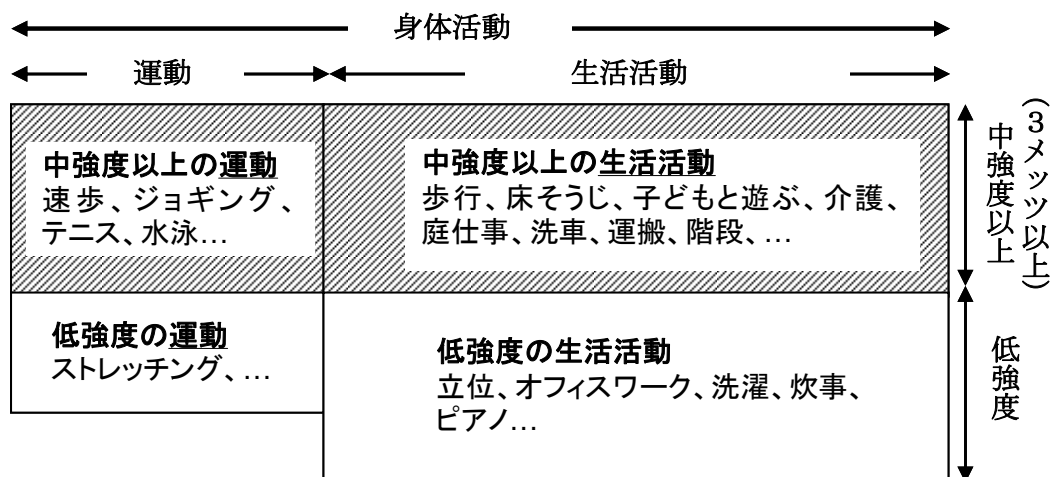 身体活動
運動
生活活動
中強度以上の運動
速歩、ジョギング、
テニス、水泳…
中強度以上の生活活動
歩行、床そうじ、子どもと遊ぶ、介護、
庭仕事、洗車、運搬、階段、…
(3メッツ以上)
中強度以上
低強度の運動
ストレッチング、…
低強度の生活活動
立位、オフィスワーク、洗濯、炊事、
ピアノ…
低強度